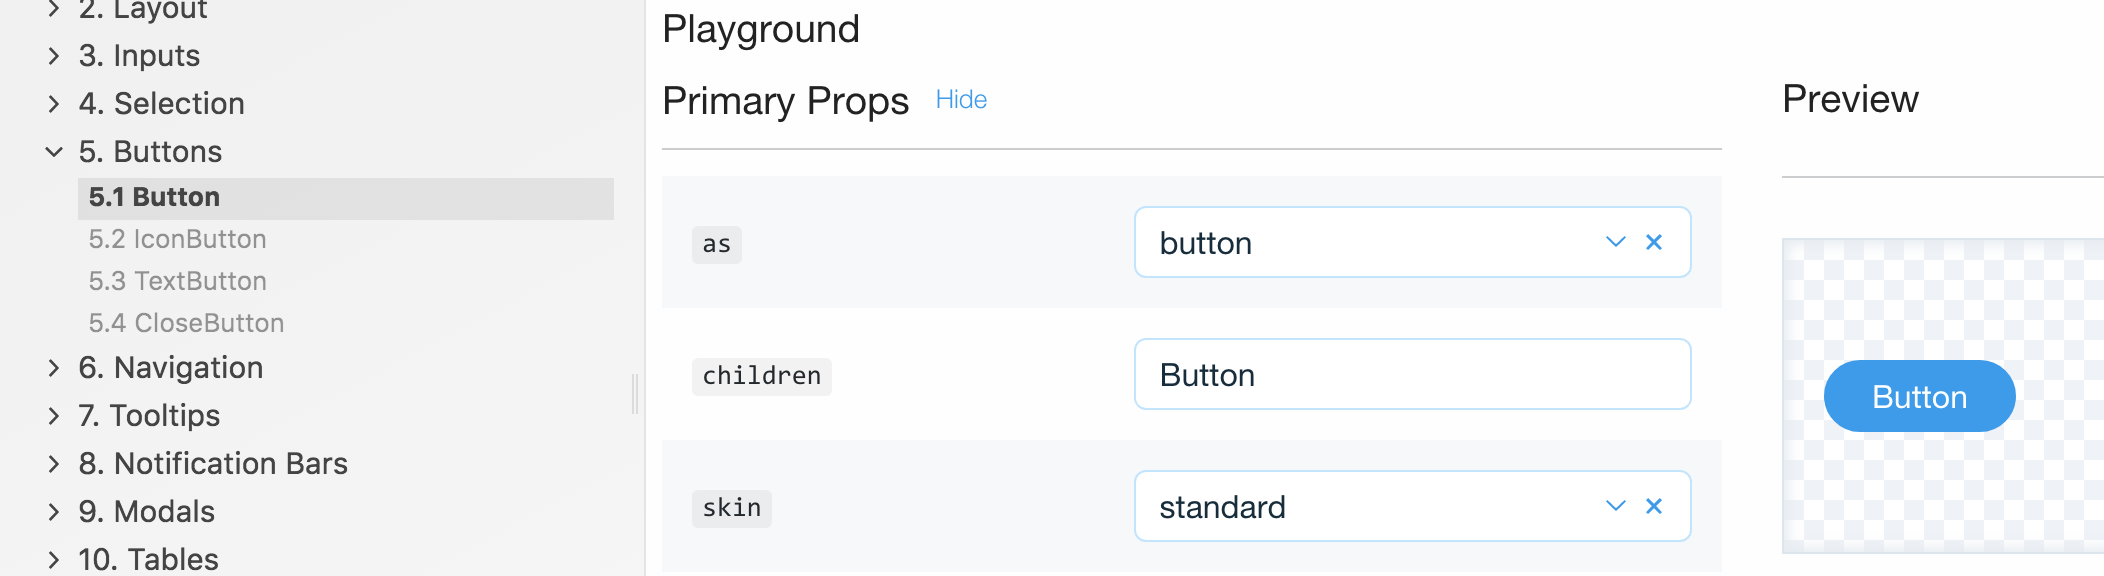 2. Layout
3. Inputs
4. Selection
5. Buttons
5.1 Button
5.2 IconButton
5.3 TextButton
5.4 CloseButton
6. Navigation
7. Tooltips
8. Notification Bars
9. Modals
10. Tables
Playground
Primary Props Hide
as button
children Button
skin standard
Preview
Button